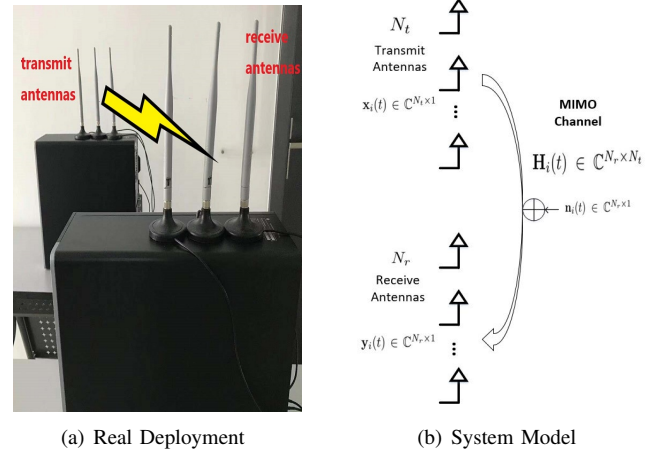 transmit
antennas
receive
antennas
(a) Real Deployment
N_t
Transmit
Antennas
𝐱_i(t) ∈ ℂ^{N_t×1}
MIMO
Channel
𝐇_i(t) ∈ ℂ^{N_r×N_t}
𝐧_i(t) ∈ ℂ^{N_r×1}
N_r
Receive
Antennas
𝐲_i(t) ∈ ℂ^{N_r×1}
(b) System Model